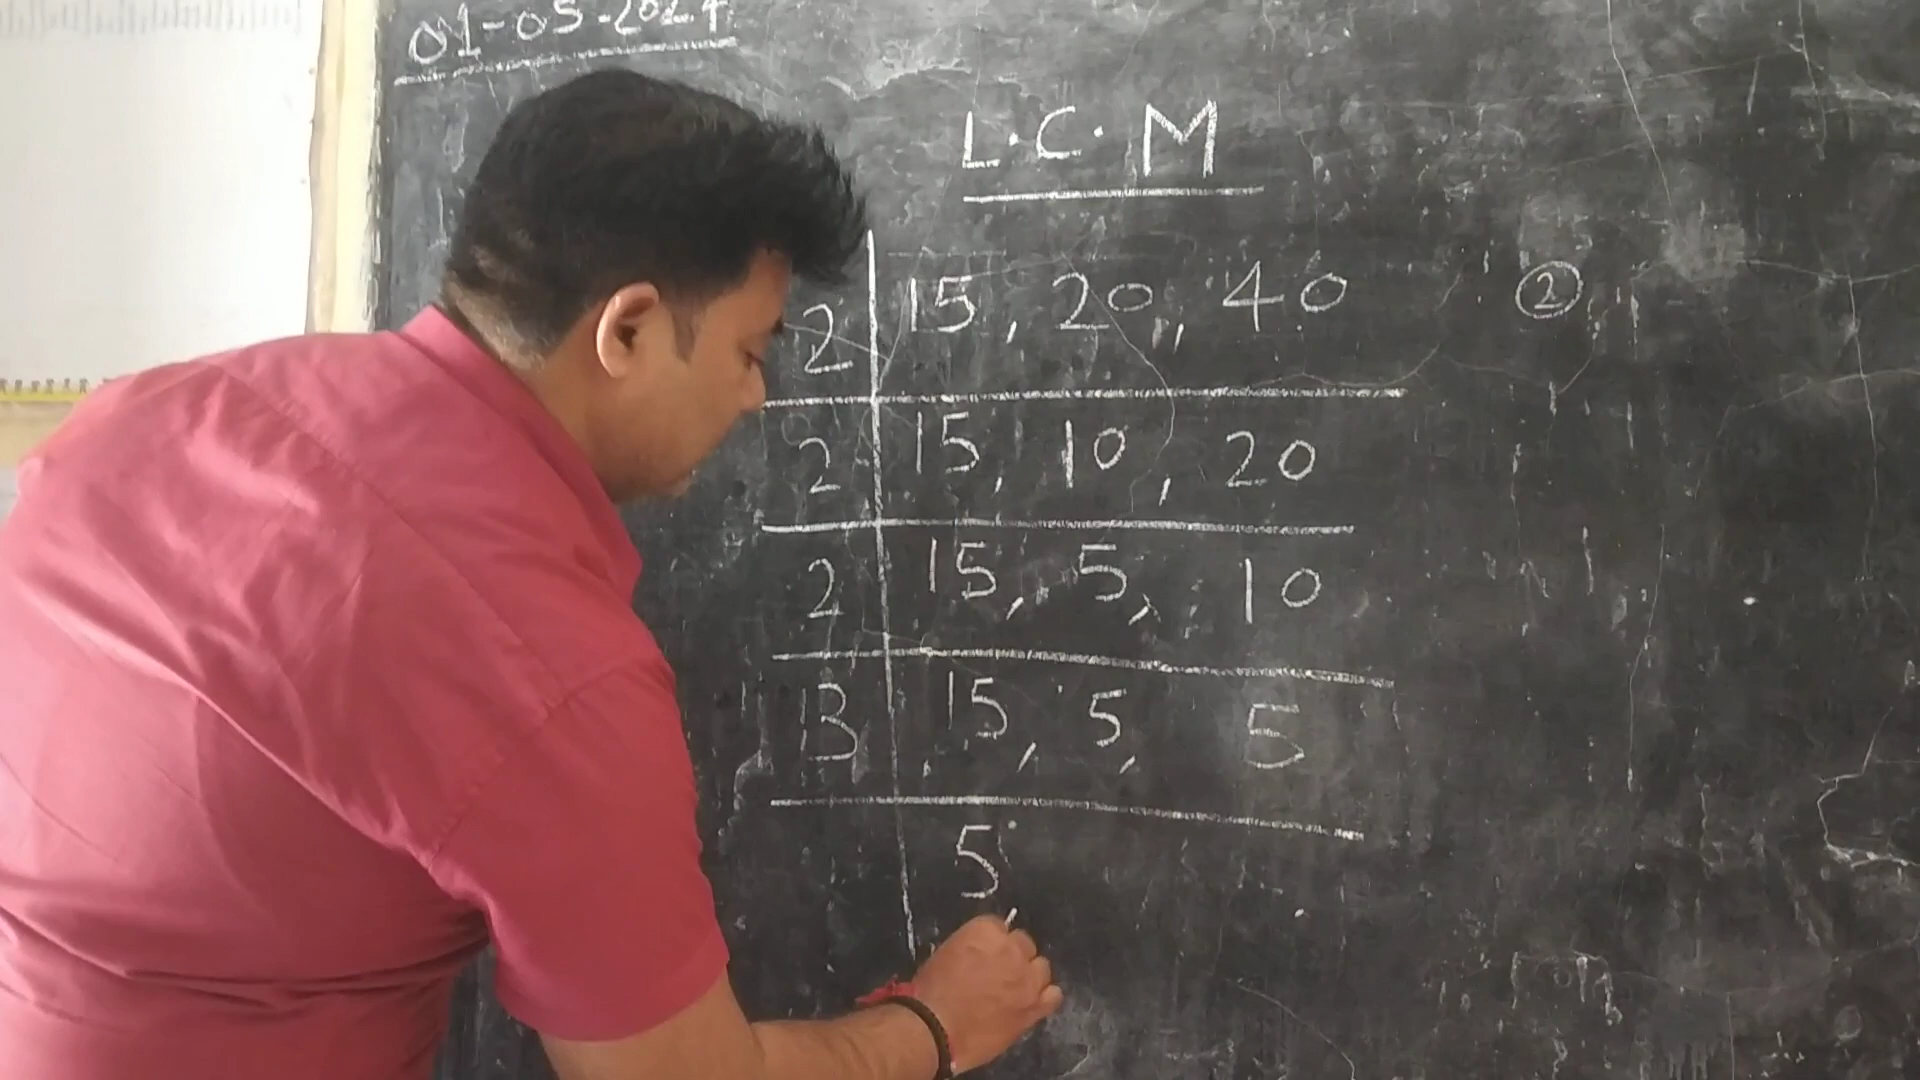 01-05-2024
L.C.M
2 | 15, 20, 40 ②
2 | 15, 10, 20
2 | 15, 5, 10
3 | 15, 5, 5
5,